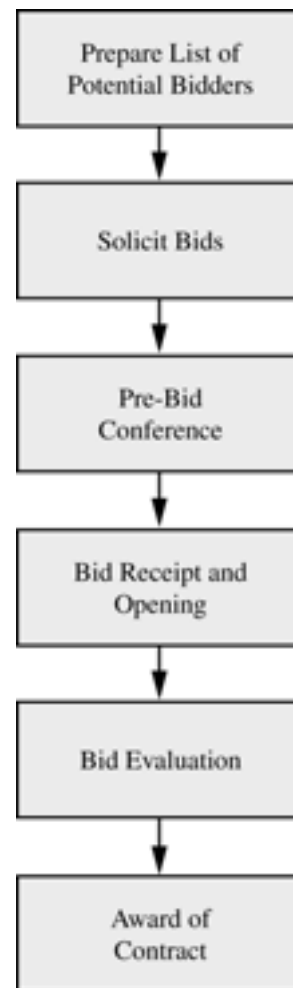 Prepare List of
Potential Bidders
Solicit Bids
Pre-Bid
Conference
Bid Receipt and
Opening
Bid Evaluation
Award of
Contract